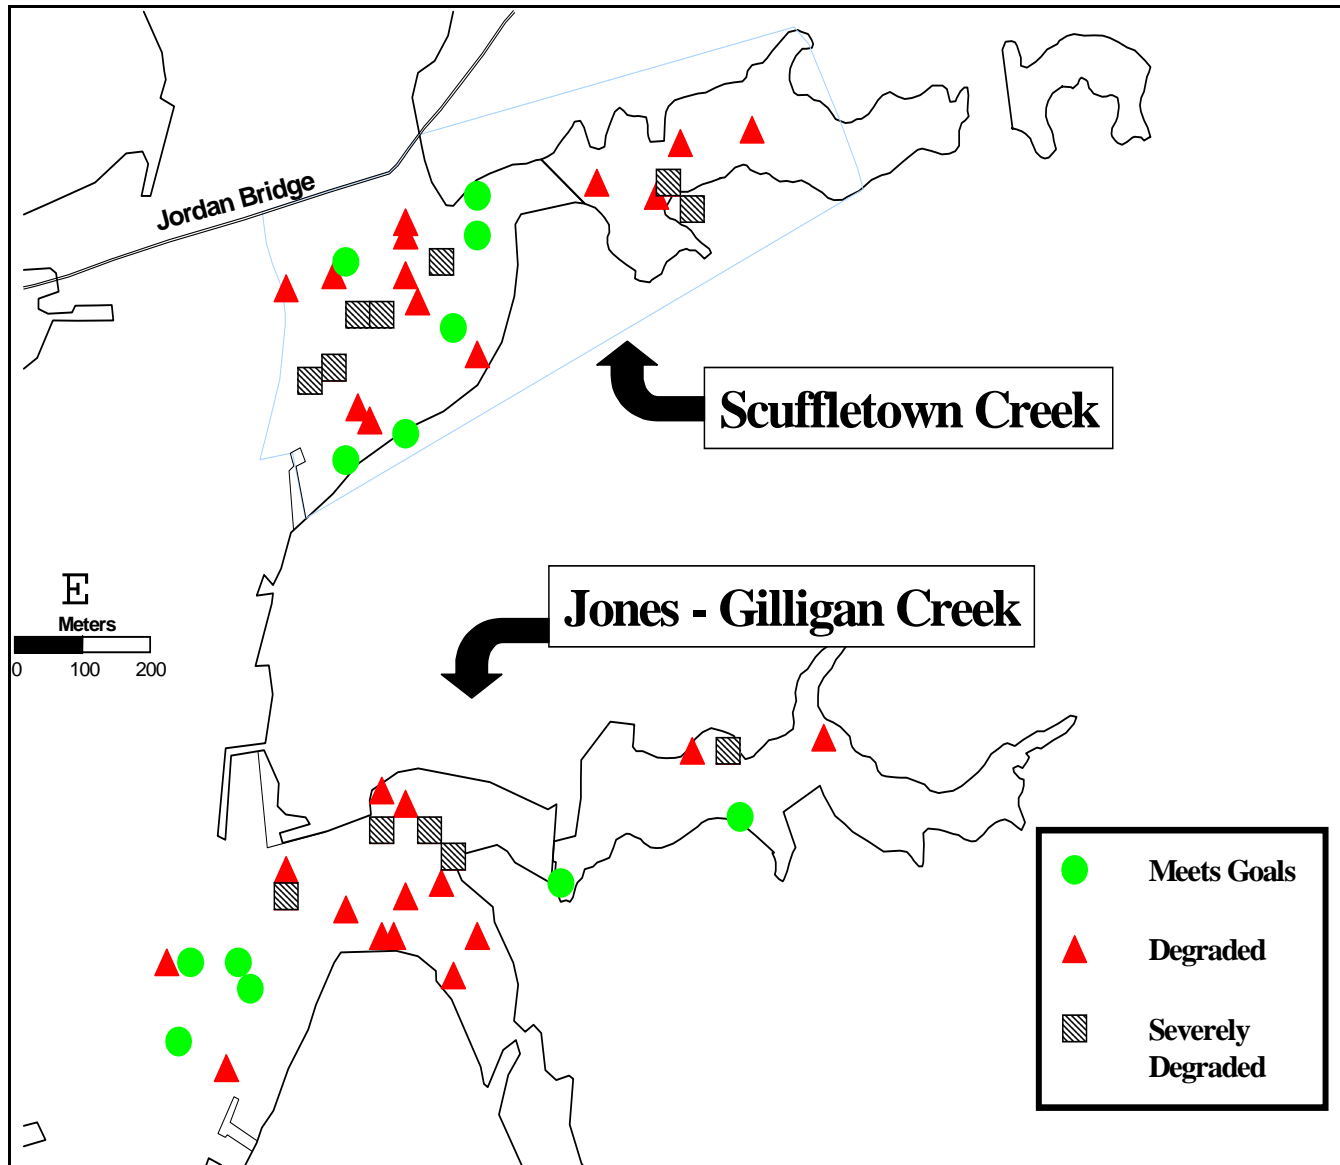 Jordan Bridge
Scuffletown Creek
E
Meters
0 100 200
Jones - Gilligan Creek
Meets Goals
Degraded
Severely
Degraded